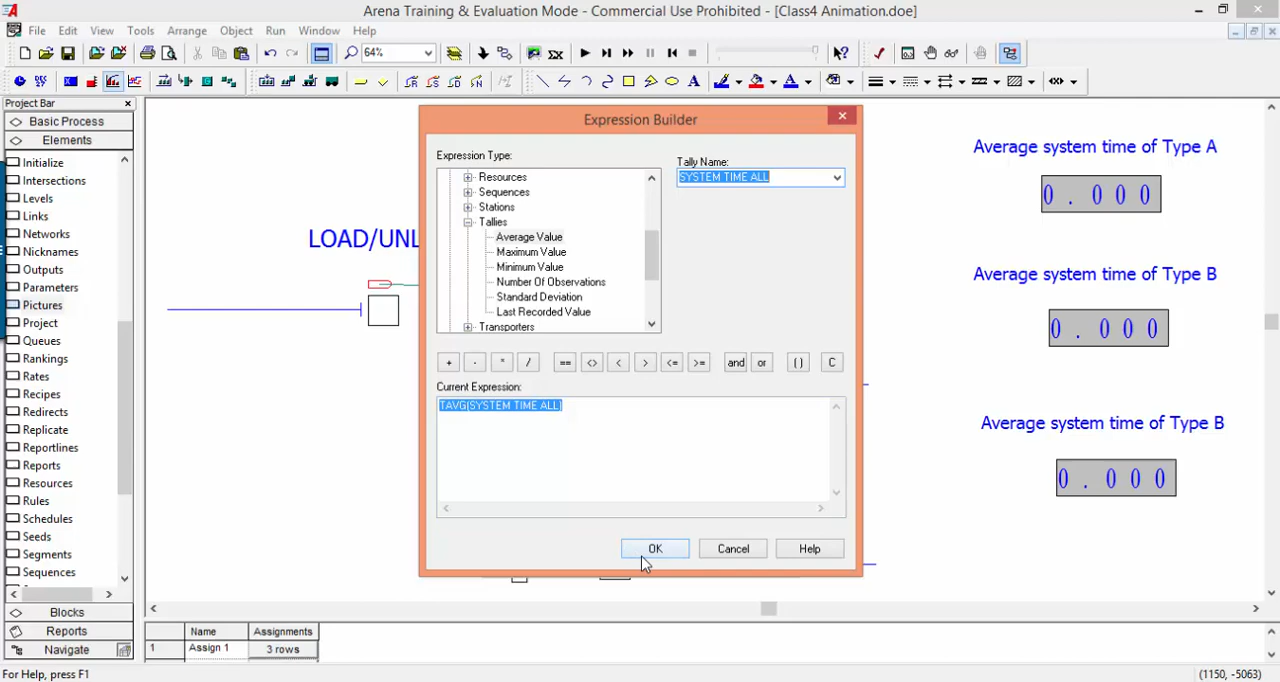 Arena Training & Evaluation Mode - Commercial Use Prohibited - [Class4 Animation.doe]
File Edit View Tools Arrange Object Run Window Help
64%
Project Bar
Basic Process
Elements
Initialize
Intersections
Levels
Links
Networks
Nicknames
Outputs
Parameters
Pictures
Project
Queues
Rankings
Rates
Recipes
Redirects
Replicate
Reportlines
Reports
Resources
Rules
Schedules
Seeds
Segments
Sequences
Blocks
Reports
Navigate
LOAD/UNL
Expression Builder
Expression Type:
Resources
Sequences
Stations
Tallies
Average Value
Maximum Value
Minimum Value
Number Of Observations
Standard Deviation
Last Recorded Value
Transporters
Tally Name:
SYSTEM TIME ALL
+ - * / == <> < > <= >= and or ( ) C
Current Expression:
TAVG(SYSTEM TIME ALL)
OK Cancel Help
Average system time of Type A
0.000
Average system time of Type B
0.000
Average system time of Type B
0.000
Name Assignments
1 Assign 1 3 rows
For Help, press F1
(1150, -5063)